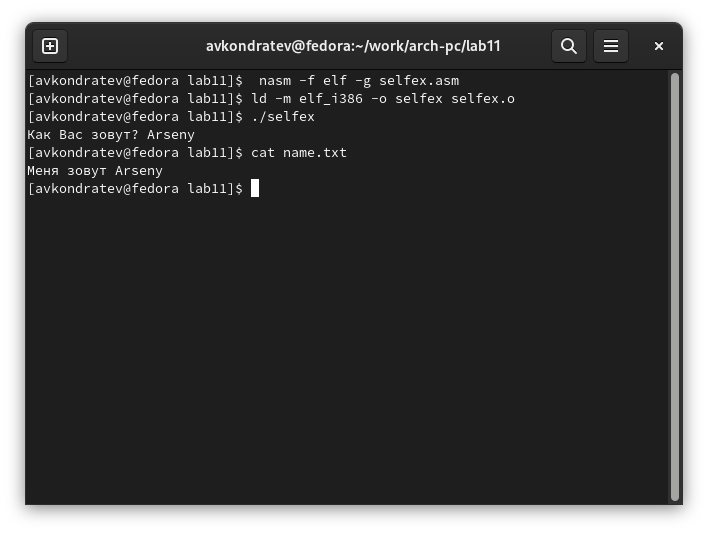 avkondratev@fedora:~/work/arch-pc/lab11
[avkondratev@fedora lab11]$  nasm -f elf -g selfex.asm
[avkondratev@fedora lab11]$ ld -m elf_i386 -o selfex selfex.o
[avkondratev@fedora lab11]$ ./selfex
Как Вас зовут? Arseny
[avkondratev@fedora lab11]$ cat name.txt
Меня зовут Arseny
[avkondratev@fedora lab11]$